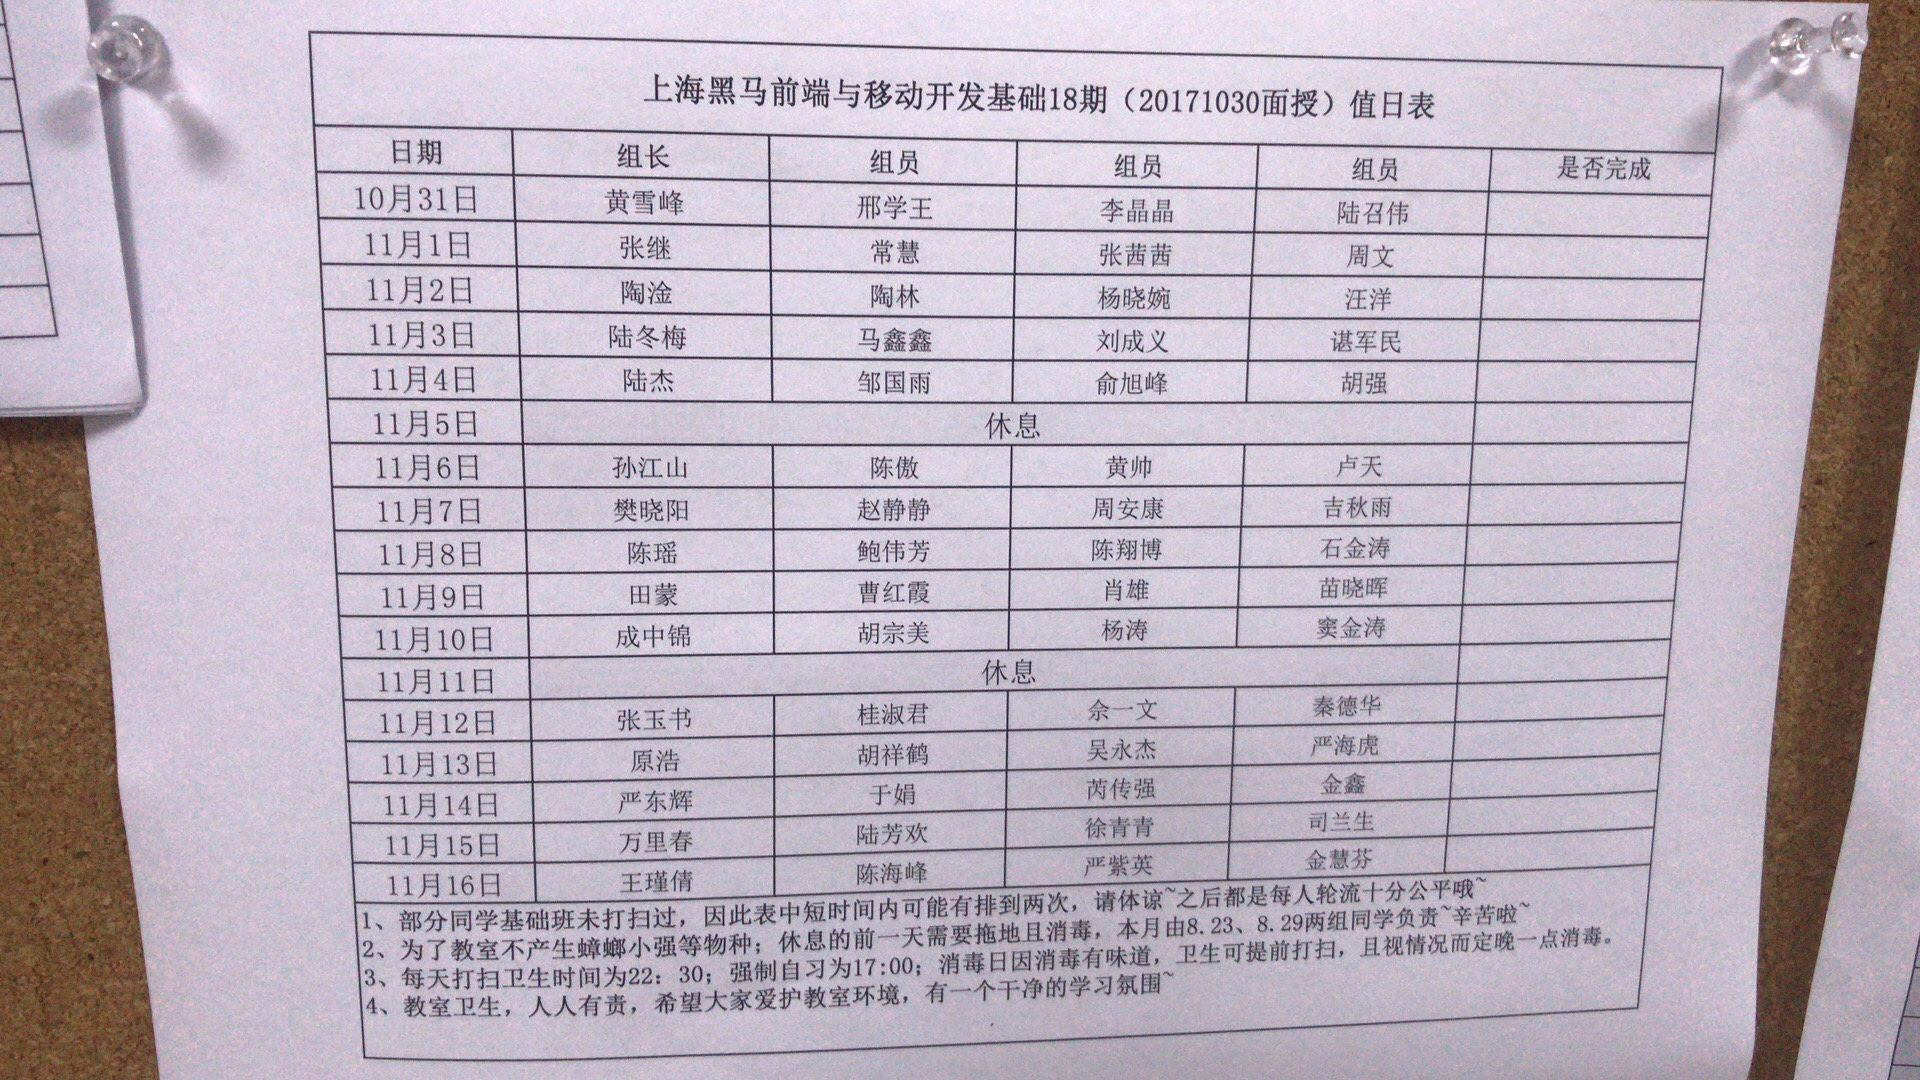 上海黑马前端与移动开发基础18期（20171030面授）值日表
日期 组长 组员 组员 组员 是否完成
10月31日 黄雪峰 邢学王 李晶晶 陆召伟
11月1日 张继 常慧 张茜茜 周文
11月2日 陶淦 陶林 杨晓婉 汪洋
11月3日 陆冬梅 马鑫鑫 刘成义 谌军民
11月4日 陆杰 邹国雨 俞旭峰 胡强
11月5日 休息
11月6日 孙江山 陈傲 黄帅 卢天
11月7日 樊晓阳 赵静静 周安康 吉秋雨
11月8日 陈瑶 鲍伟芳 陈翔博 石金涛
11月9日 田蒙 曹红霞 肖雄 苗晓晖
11月10日 成中锦 胡宗美 杨涛 窦金涛
11月11日 休息
11月12日 张玉书 桂淑君 佘一文 秦德华
11月13日 原浩 胡祥鹤 吴永杰 严海虎
11月14日 严东辉 于娟 芮传强 金鑫
11月15日 万里春 陆芳欢 徐青青 司兰生
11月16日 王瑾倩 陈海峰 严紫英 金慧芬
1、部分同学基础班未打扫过，因此表中短时间内可能有排到两次，请体谅~之后都是每人轮流十分公平哦~
2、为了教室不产生蟑螂小强等物种；休息的前一天需要拖地且消毒，本月由8.23、8.29两组同学负责~辛苦啦~
3、每天打扫卫生时间为22：30；强制自习为17:00；消毒日因消毒有味道，卫生可提前打扫，且视情况而定晚一点消毒。
4、教室卫生，人人有责，希望大家爱护教室环境，有一个干净的学习氛围~